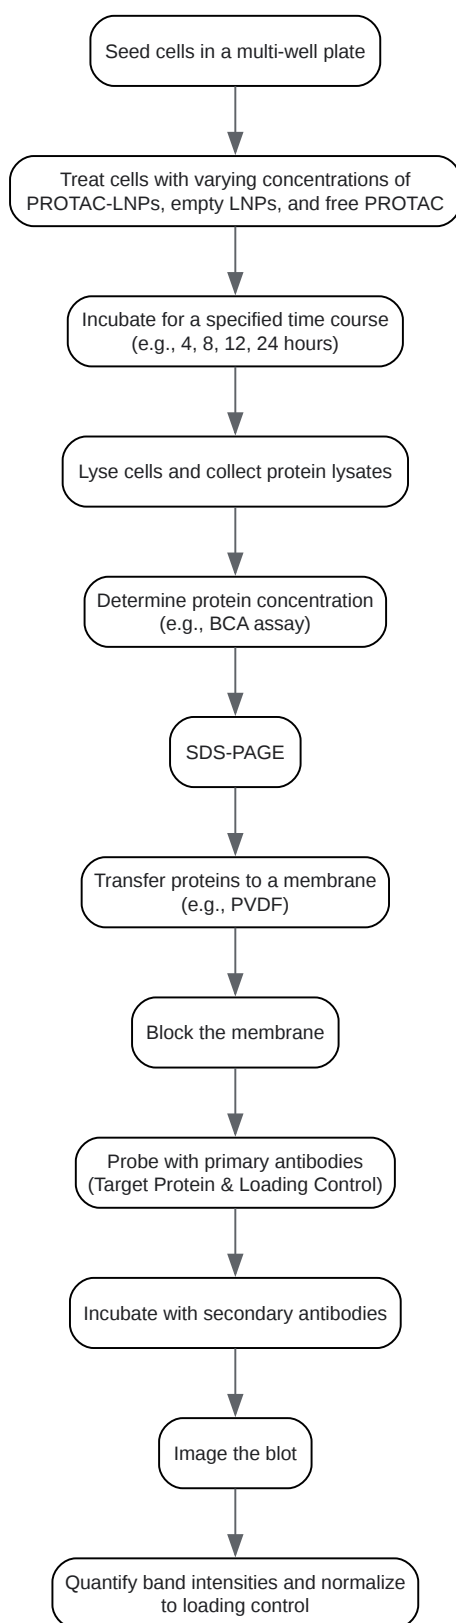 Seed cells in a multi-well plate
Treat cells with varying concentrations of
PROTAC-LNPs, empty LNPs, and free PROTAC
Incubate for a specified time course
(e.g., 4, 8, 12, 24 hours)
Lyse cells and collect protein lysates
Determine protein concentration
(e.g., BCA assay)
SDS-PAGE
Transfer proteins to a membrane
(e.g., PVDF)
Block the membrane
Probe with primary antibodies
(Target Protein & Loading Control)
Incubate with secondary antibodies
Image the blot
Quantify band intensities and normalize
to loading control